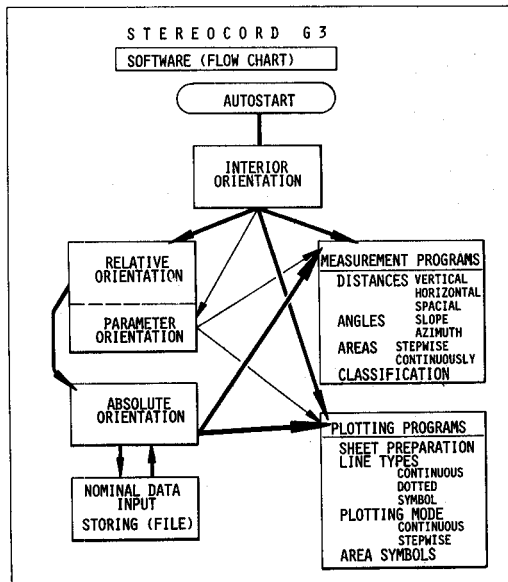 STEREOCORD G3
SOFTWARE (FLOW CHART)
AUTOSTART
INTERIOR
ORIENTATION
RELATIVE
ORIENTATION
PARAMETER
ORIENTATION
ABSOLUTE
ORIENTATION
NOMINAL DATA
INPUT
STORING (FILE)
MEASUREMENT PROGRAMS
DISTANCES VERTICAL
HORIZONTAL
SPACIAL
ANGLES SLOPE
AZIMUTH
AREAS STEPWISE
CONTINUOUSLY
CLASSIFICATION
PLOTTING PROGRAMS
SHEET PREPARATION
LINE TYPES
CONTINUOUS
DOTTED
SYMBOL
PLOTTING MODE
CONTINUOUS
STEPWISE
AREA SYMBOLS